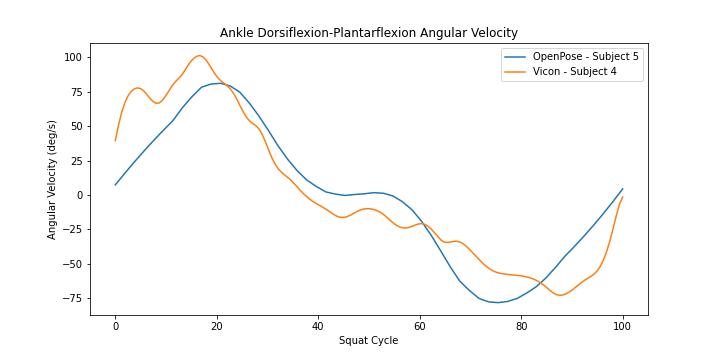 Ankle Dorsiflexion-Plantarflexion Angular Velocity
OpenPose - Subject 5
Vicon - Subject 4
Angular Velocity (deg/s)
100
75
50
25
0
−25
−50
−75
0
20
40
60
80
100
Squat Cycle